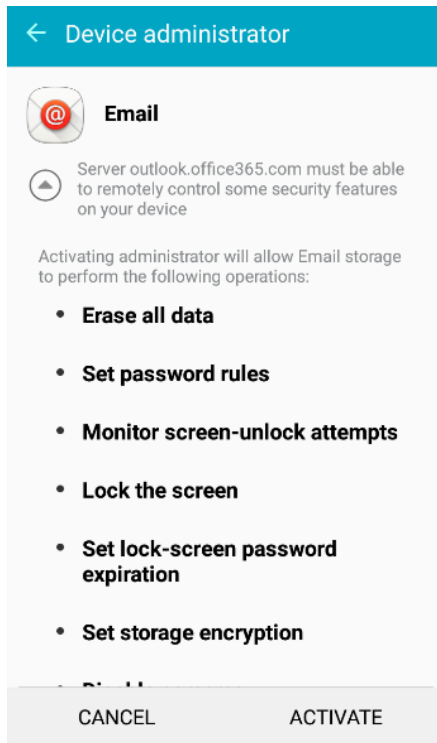 Device administrator
@
Email
Server outlook.office365.com must be able
to remotely control some security features
on your device
Activating administrator will allow Email storage
to perform the following operations:
• Erase all data
• Set password rules
• Monitor screen-unlock attempts
• Lock the screen
• Set lock-screen password
expiration
• Set storage encryption
CANCEL ACTIVATE